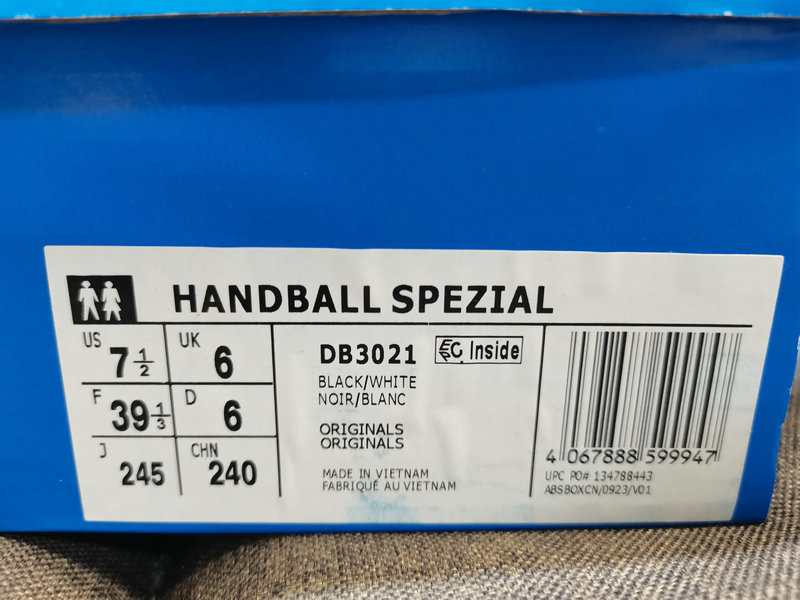 HANDBALL SPEZIAL
US 7 1/2 UK 6
F 39 1/3 D 6
J 245 CHN 240
DB3021 EC Inside
BLACK/WHITE
NOIR/BLANC
ORIGINALS
ORIGINALS
MADE IN VIETNAM
FABRIQUÉ AU VIETNAM
4 067888 599947
UPC PO# 134788443
ABSBOXCN/0923/V01